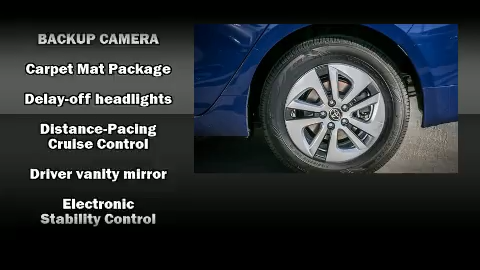 BACKUP CAMERA
Carpet Mat Package
Delay-off headlights
Distance-Pacing
Cruise Control
Driver vanity mirror
Electronic
Stability Control